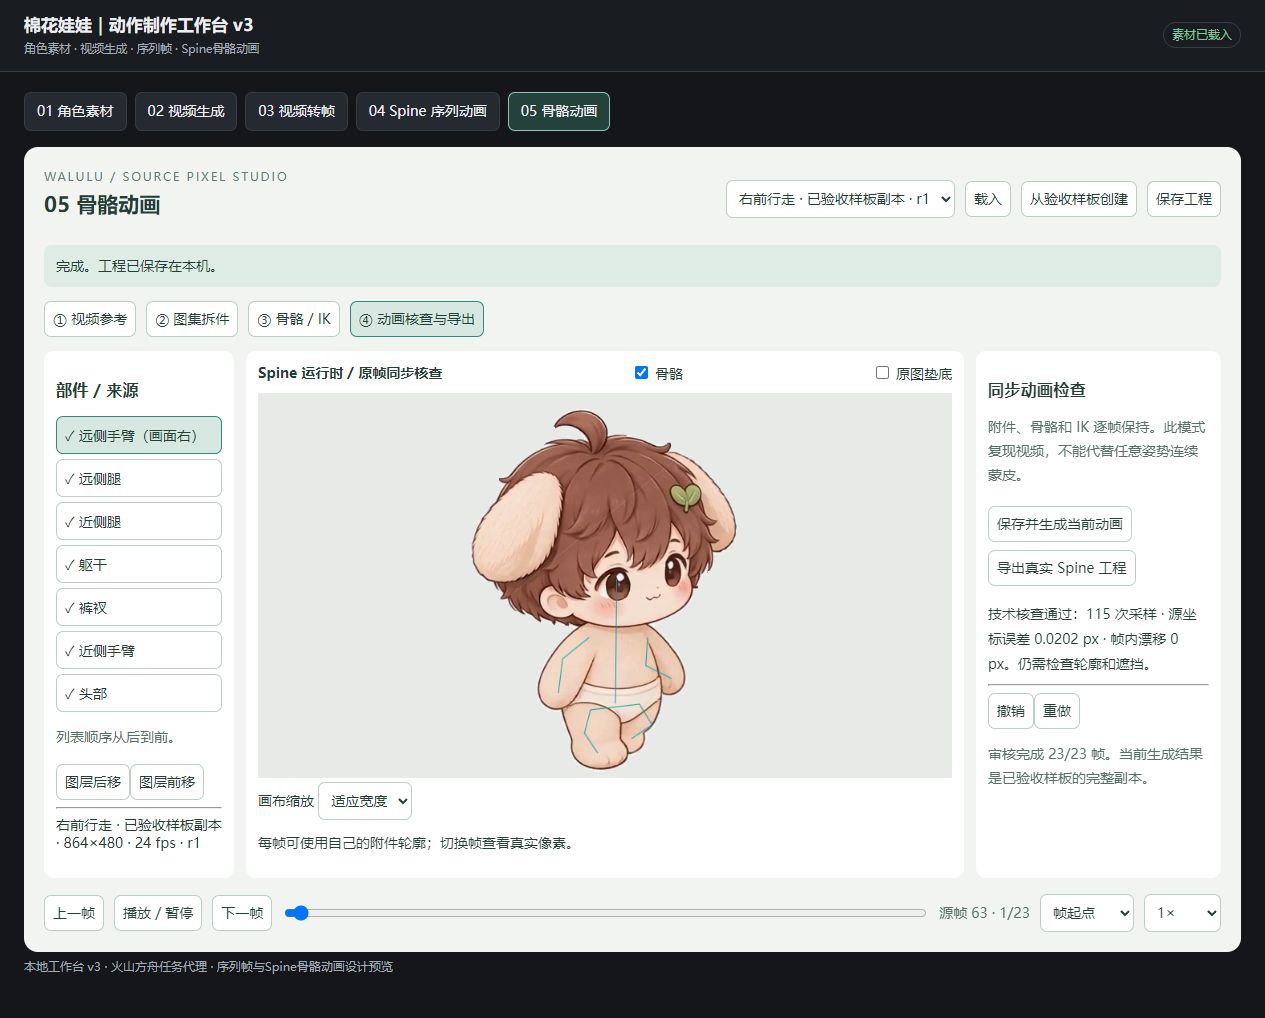 棉花娃娃 | 动作制作工作台 v3
角色素材 · 视频生成 · 序列帧 · Spine骨骼动画
素材已载入
01 角色素材
02 视频生成
03 视频转帧
04 Spine 序列动画
05 骨骼动画
WALULU / SOURCE PIXEL STUDIO
05 骨骼动画
右前行走 · 已验收样板副本 · r1
载入
从验收样板创建
保存工程
完成。工程已保存在本机。
① 视频参考
② 图集拆件
③ 骨骼 / IK
④ 动画核查与导出
部件 / 来源
✓ 远侧手臂（画面右）
✓ 远侧腿
✓ 近侧腿
✓ 躯干
✓ 裤衩
✓ 近侧手臂
✓ 头部
列表顺序从后到前。
图层后移
图层前移
右前行走 · 已验收样板副本
· 864×480 · 24 fps · r1
Spine 运行时 / 原帧同步核查
骨骼
原图垫底
画布缩放
适应宽度
每帧可使用自己的附件轮廓；切换帧查看真实像素。
同步动画检查
附件、骨骼和 IK 逐帧保持。此模式
复现视频，不能代替任意姿势连续
蒙皮。
保存并生成当前动画
导出真实 Spine 工程
技术核查通过：115 次采样 · 源坐
标误差 0.0202 px · 帧内漂移 0
px。仍需检查轮廓和遮挡。
撤销
重做
审核完成 23/23 帧。当前生成结果
是已验收样板的完整副本。
上一帧
播放 / 暂停
下一帧
源帧 63 · 1/23
帧起点
1×
本地工作台 v3 · 火山方舟任务代理 · 序列帧与Spine骨骼动画设计预览